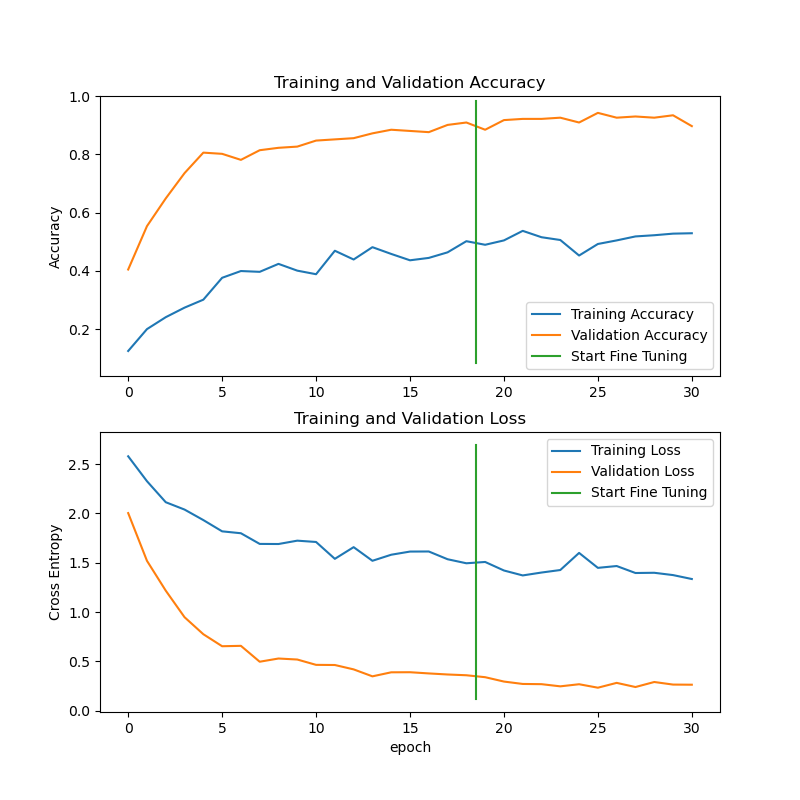 Training and Validation Accuracy
1.0
0.8
0.6
0.4
0.2
Accuracy
Training Accuracy
Validation Accuracy
Start Fine Tuning
0 5 10 15 20 25 30
Training and Validation Loss
2.5
2.0
1.5
1.0
0.5
0.0
Cross Entropy
Training Loss
Validation Loss
Start Fine Tuning
0 5 10 15 20 25 30
epoch